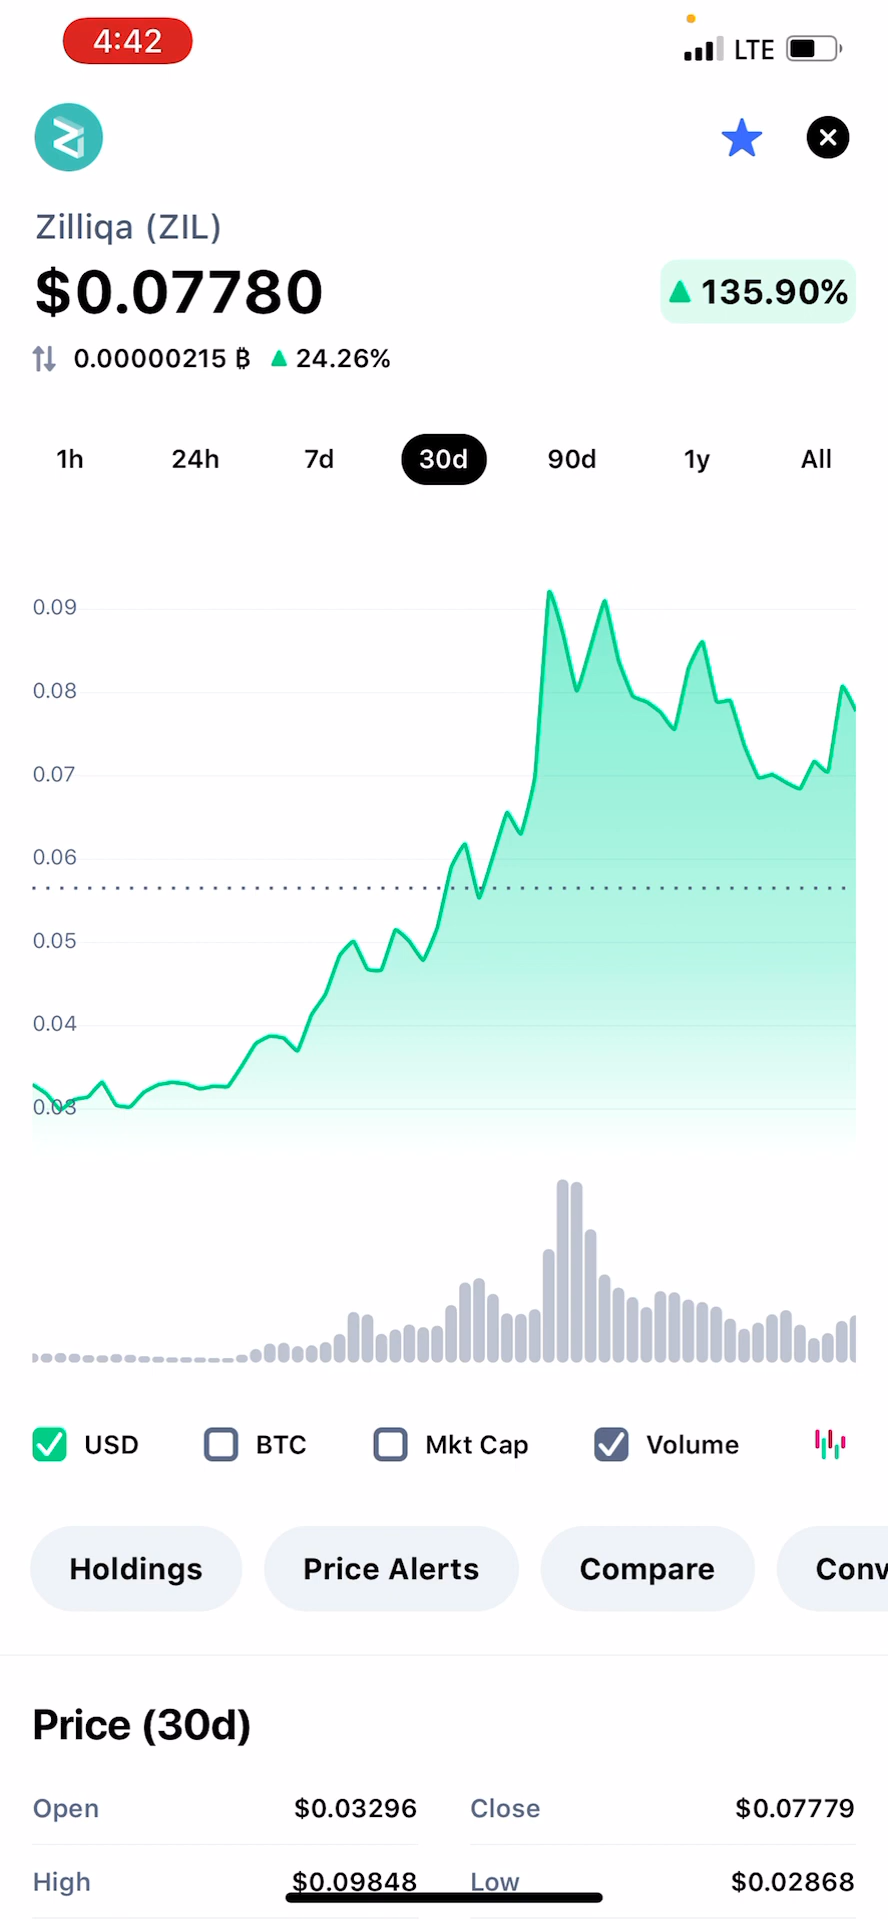 4:42
LTE
Zilliqa (ZIL)
$0.07780
135.90%
0.00000215 ₿ 24.26%
1h 24h 7d 30d 90d 1y All
0.09
0.08
0.07
0.06
0.05
0.04
0.03
USD BTC Mkt Cap Volume
Holdings Price Alerts Compare Conv
Price (30d)
Open $0.03296 Close $0.07779
High $0.09848 Low $0.02868